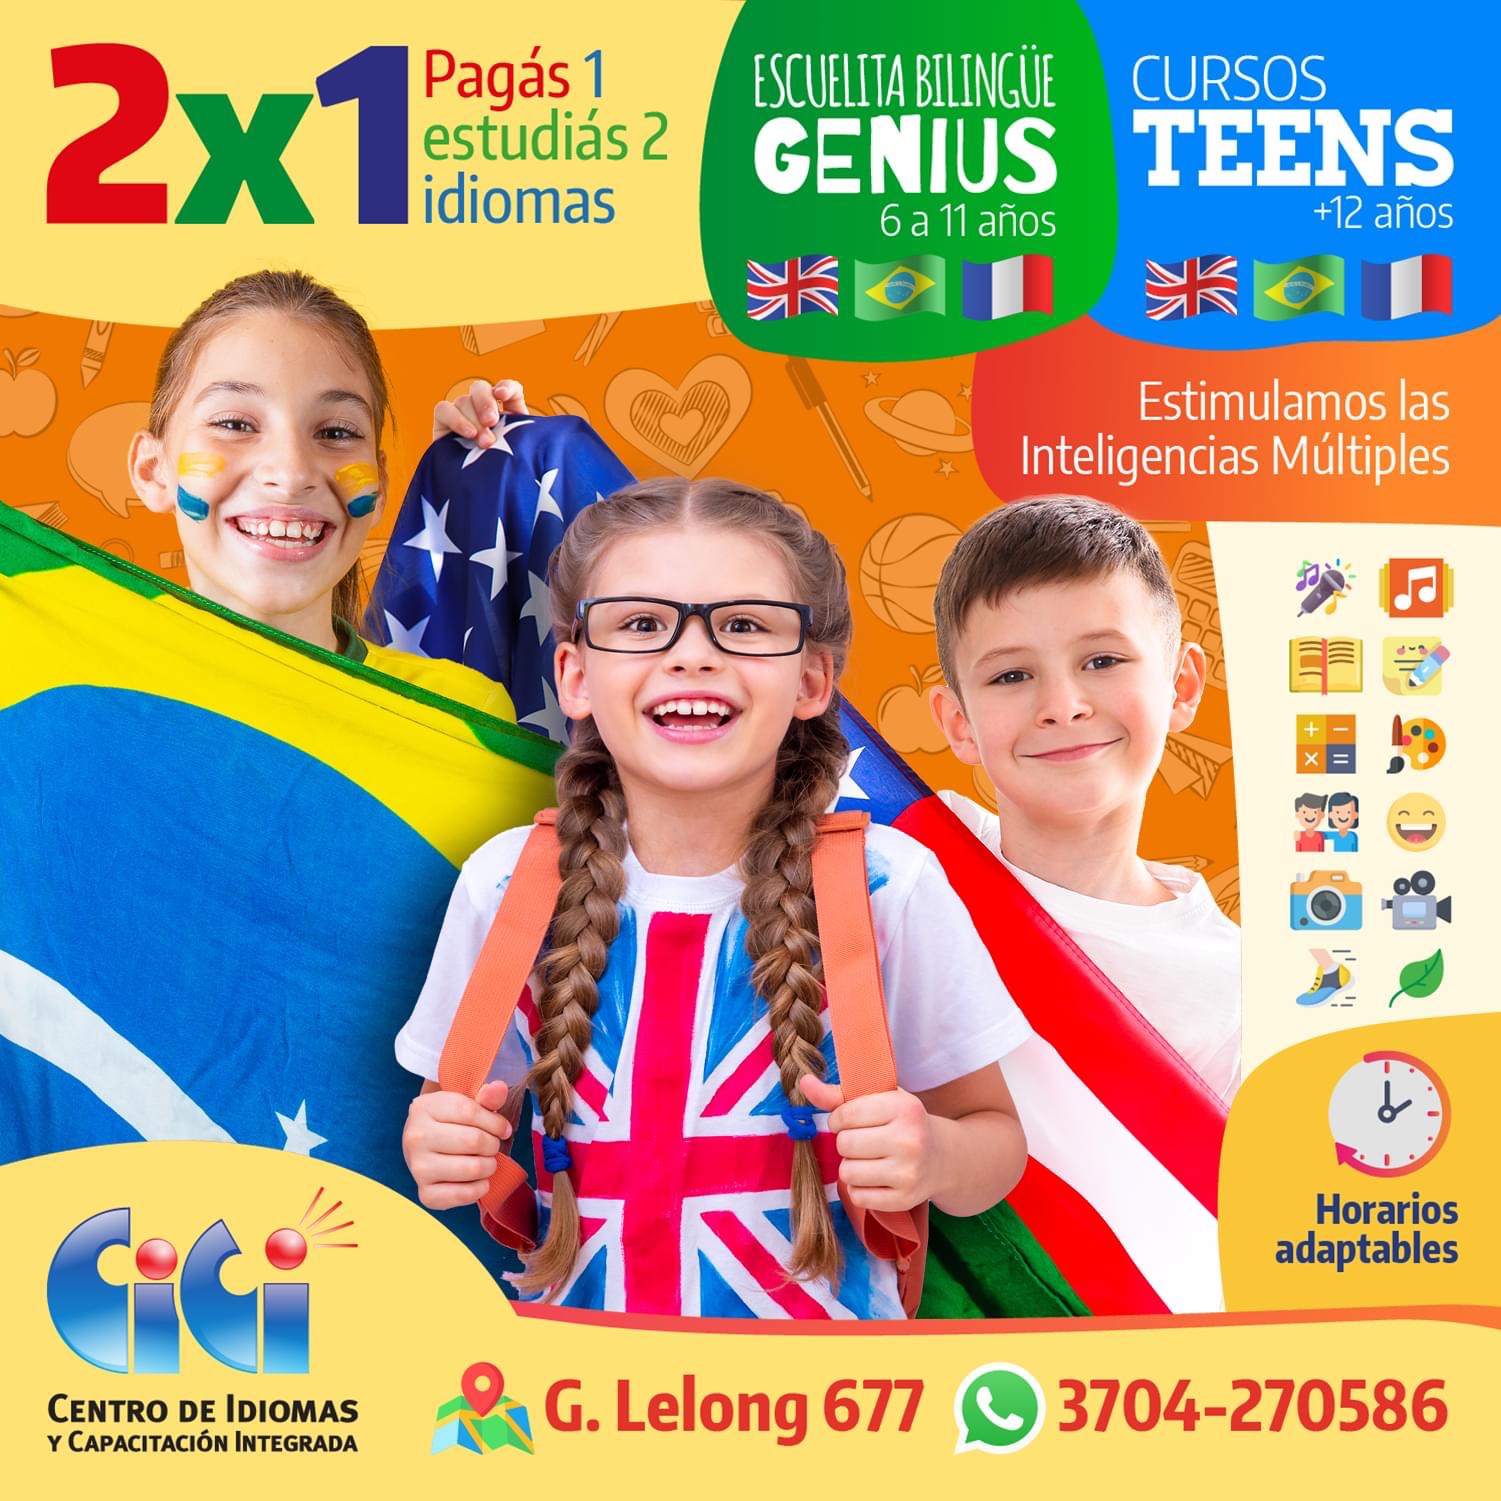 2x1
Pagás 1
estudiás 2
idiomas
ESCUELITA BILINGÜE
GENIUS
6 a 11 años
CURSOS
TEENS
+12 años
Estimulamos las
Inteligencias Múltiples
Horarios
adaptables
CiCi
CENTRO DE IDIOMAS
Y CAPACITACIÓN INTEGRADA
G. Lelong 677
3704-270586